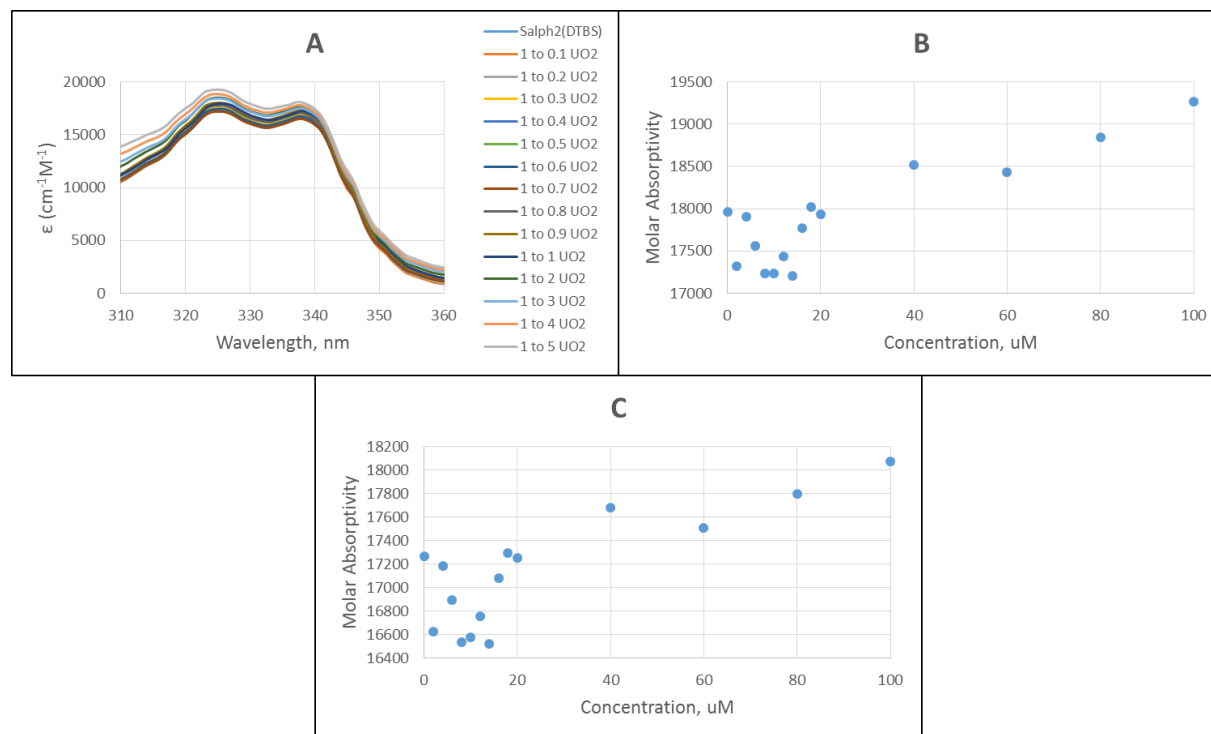 A
ε (cm⁻¹M⁻¹)
20000
15000
10000
5000
0
310 320 330 340 350 360
Wavelength, nm
Salph2(DTBS)
1 to 0.1 UO2
1 to 0.2 UO2
1 to 0.3 UO2
1 to 0.4 UO2
1 to 0.5 UO2
1 to 0.6 UO2
1 to 0.7 UO2
1 to 0.8 UO2
1 to 0.9 UO2
1 to 1 UO2
1 to 2 UO2
1 to 3 UO2
1 to 4 UO2
1 to 5 UO2
B
Molar Absorptivity
19500
19000
18500
18000
17500
17000
0 20 40 60 80 100
Concentration, uM
C
Molar Absorptivity
18200
18000
17800
17600
17400
17200
17000
16800
16600
16400
0 20 40 60 80 100
Concentration, uM